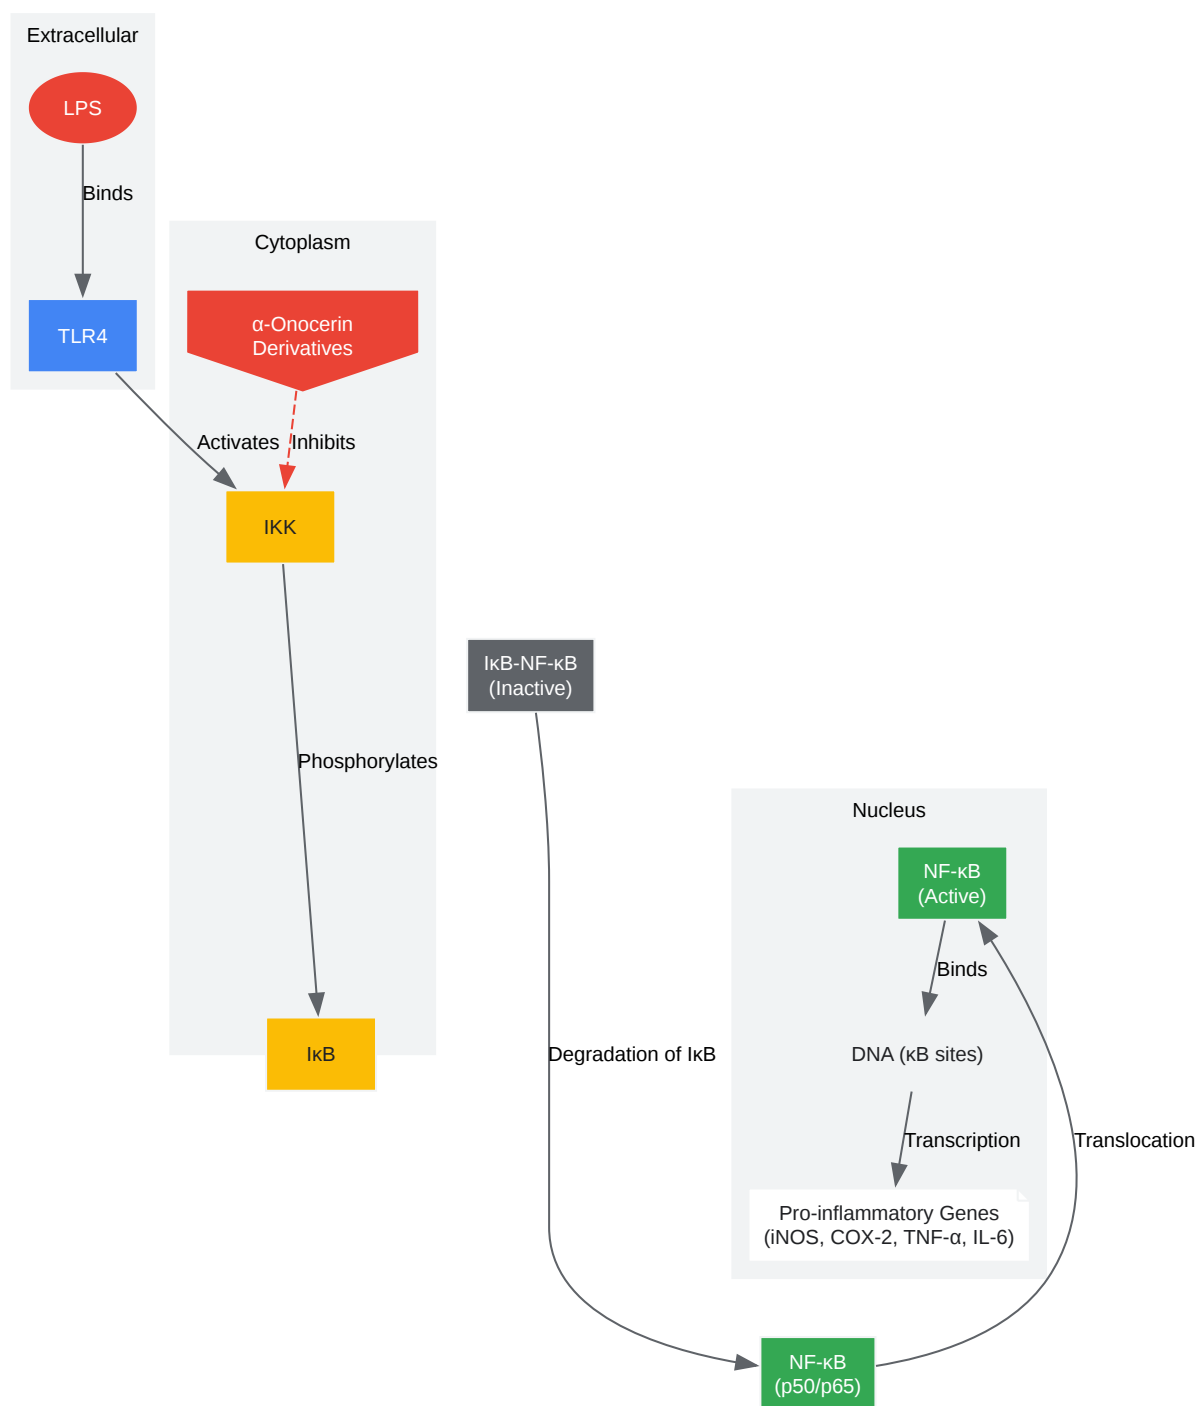 Extracellular
LPS
Binds
TLR4
Cytoplasm
α-Onocerin
Derivatives
Activates
Inhibits
IKK
Phosphorylates
IκB
IκB-NF-κB
(Inactive)
Degradation of IκB
Nucleus
NF-κB
(Active)
Binds
DNA (κB sites)
Transcription
Translocation
Pro-inflammatory Genes
(iNOS, COX-2, TNF-α, IL-6)
NF-κB
(p50/p65)